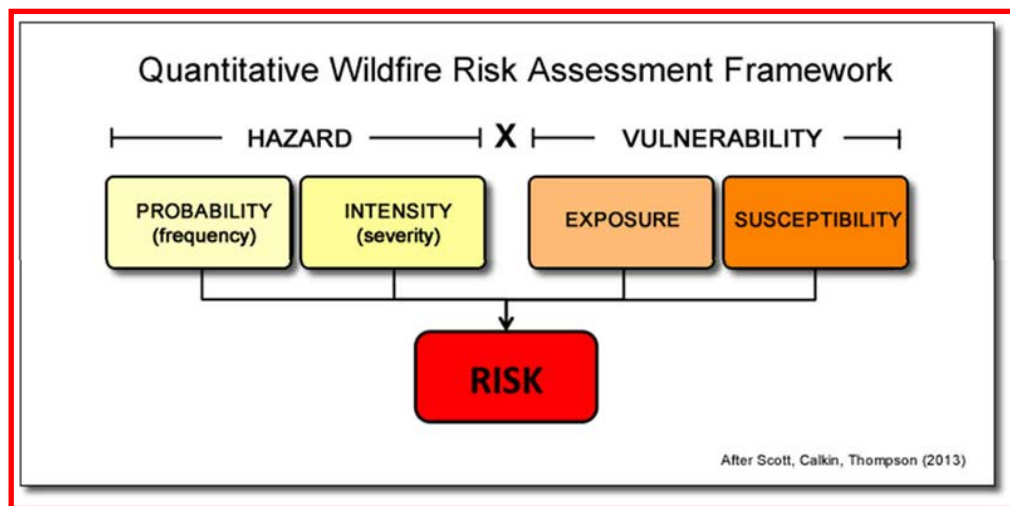 Quantitative Wildfire Risk Assessment Framework
HAZARD X VULNERABILITY
PROBABILITY
(frequency)
INTENSITY
(severity)
EXPOSURE
SUSCEPTIBILITY
RISK
After Scott, Calkin, Thompson (2013)